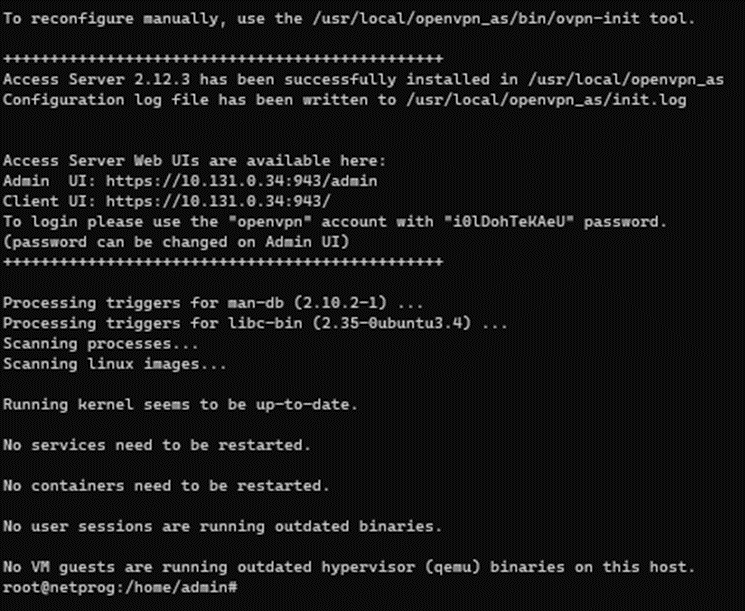 To reconfigure manually, use the /usr/local/openvpn_as/bin/ovpn-init tool.
+++++++++++++++++++++++++++++++++++++++++++++++
Access Server 2.12.3 has been successfully installed in /usr/local/openvpn_as
Configuration log file has been written to /usr/local/openvpn_as/init.log
Access Server Web UIs are available here:
Admin  UI: https://10.131.0.34:943/admin
Client UI: https://10.131.0.34:943/
To login please use the "openvpn" account with "i0lDohTeKAeU" password.
(password can be changed on Admin UI)
+++++++++++++++++++++++++++++++++++++++++++++++
Processing triggers for man-db (2.10.2-1) ...
Processing triggers for libc-bin (2.35-0ubuntu3.4) ...
Scanning processes...
Scanning linux images...
Running kernel seems to be up-to-date.
No services need to be restarted.
No containers need to be restarted.
No user sessions are running outdated binaries.
No VM guests are running outdated hypervisor (qemu) binaries on this host.
root@netprog:/home/admin#